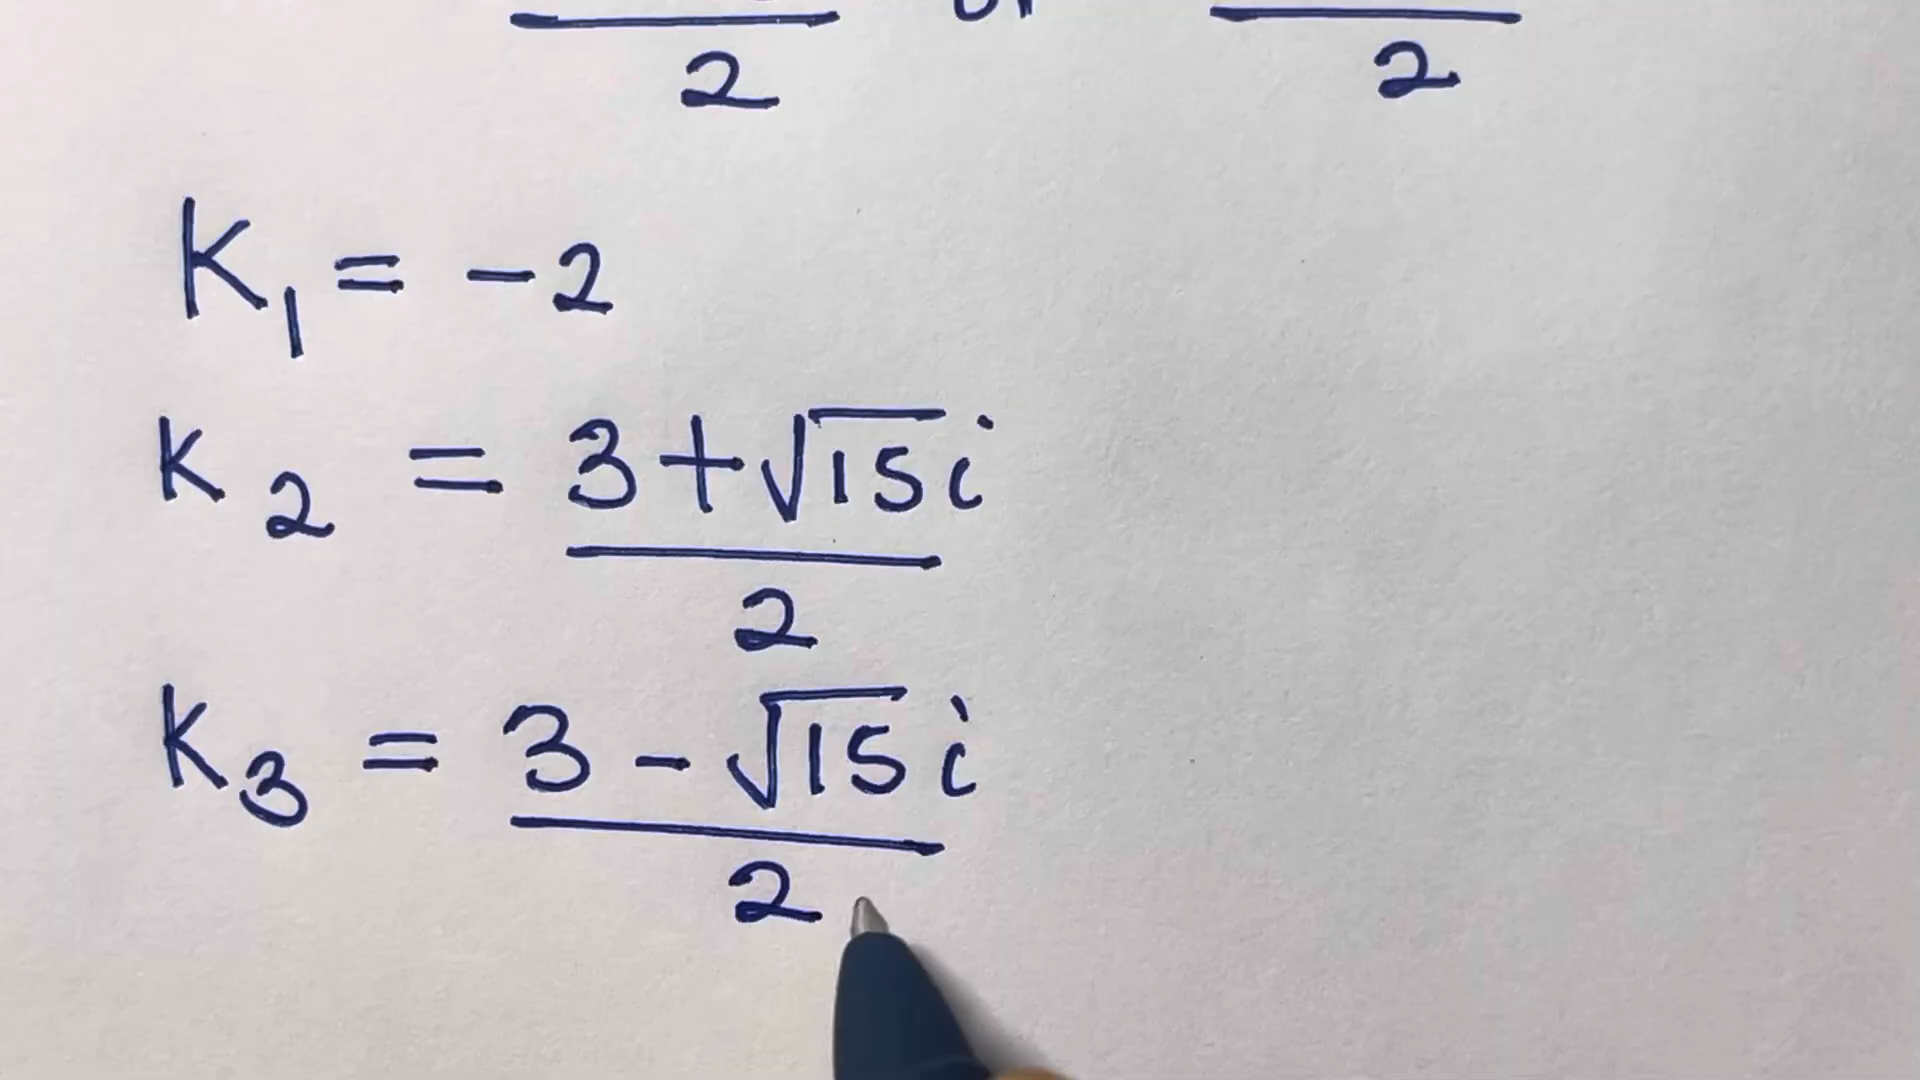 2 2
K₁ = -2
K₂ = 3+√15i
2
K₃ = 3-√15i
2